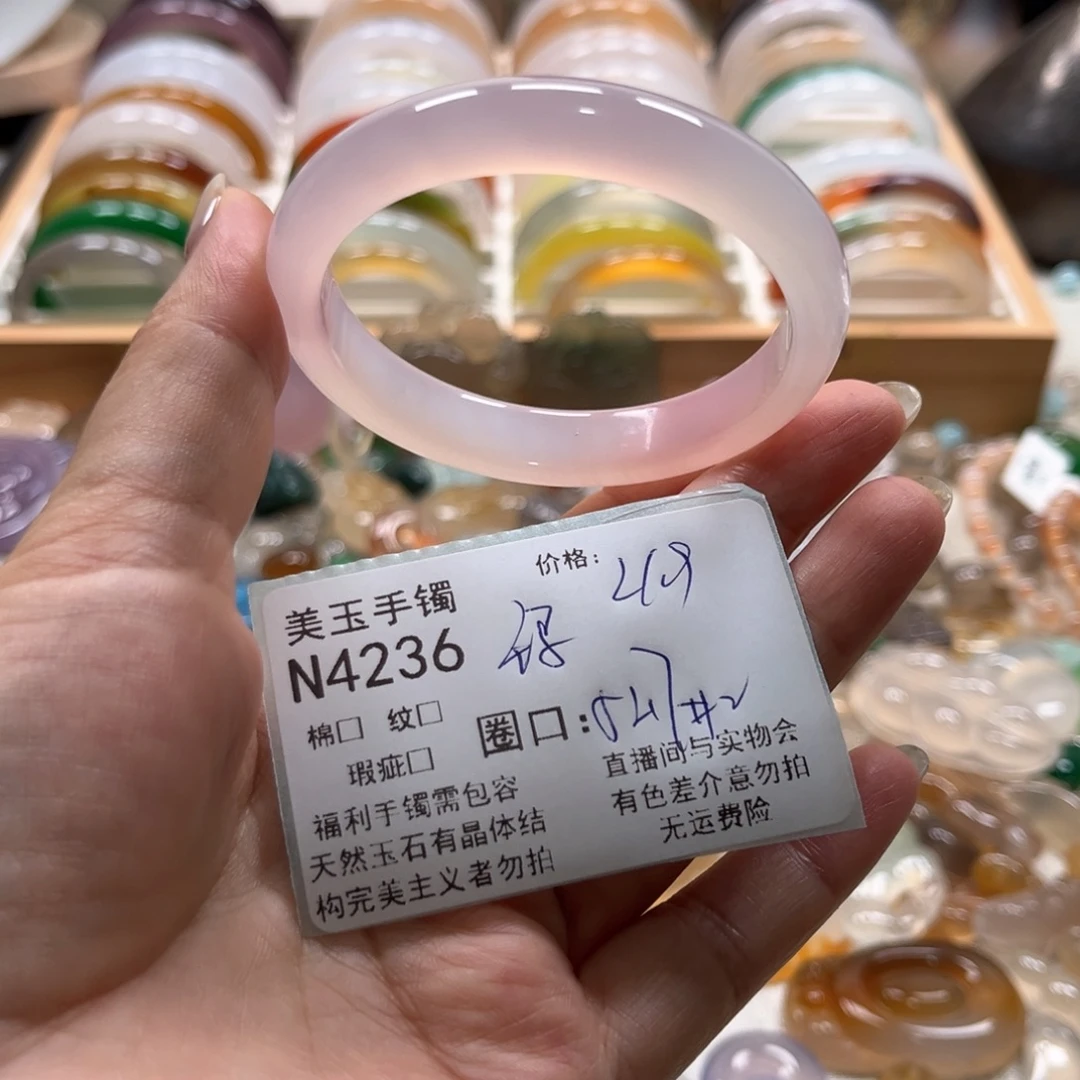 价格：49
美玉手镯
N4236
棉□ 纹□
圈口：
瑕疵□
福利手镯需包容
天然玉石有晶体结
构完美主义者勿拍
直播间与实物会
有色差介意勿拍
无运费险